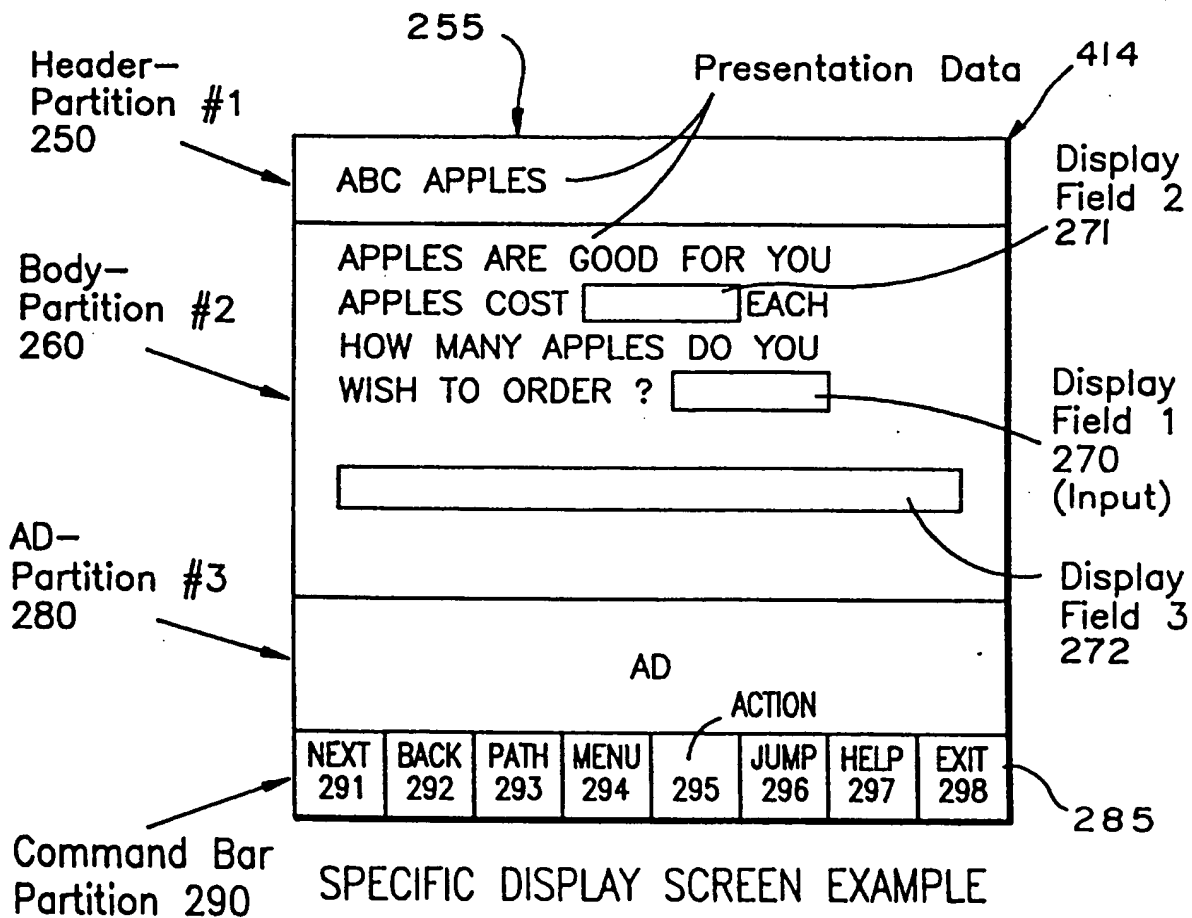 255
414
Presentation Data
Header–
Partition #1
250
ABC APPLES
Display
Field 2
271
Body–
Partition #2
260
APPLES ARE GOOD FOR YOU
APPLES COST EACH
HOW MANY APPLES DO YOU
WISH TO ORDER ?
Display
Field 1
270
(Input)
AD–
Partition #3
280
Display
Field 3
272
AD
ACTION
NEXT BACK PATH MENU JUMP HELP EXIT
291 292 293 294 295 296 297 298
285
Command Bar
Partition 290
SPECIFIC DISPLAY SCREEN EXAMPLE